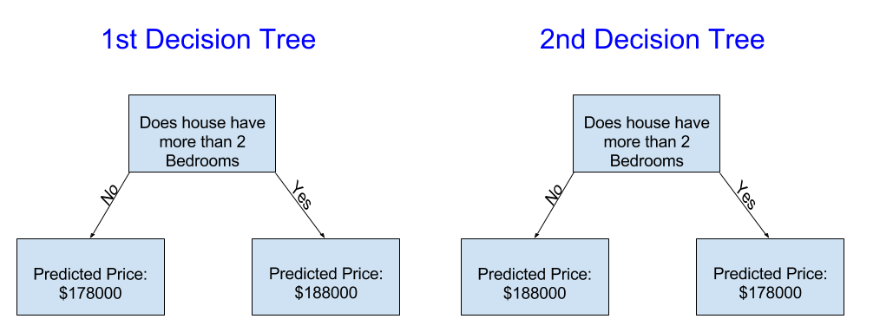 1st Decision Tree
Does house have
more than 2
Bedrooms
No
Yes
Predicted Price:
$178000
Predicted Price:
$188000
2nd Decision Tree
Does house have
more than 2
Bedrooms
No
Yes
Predicted Price:
$188000
Predicted Price:
$178000